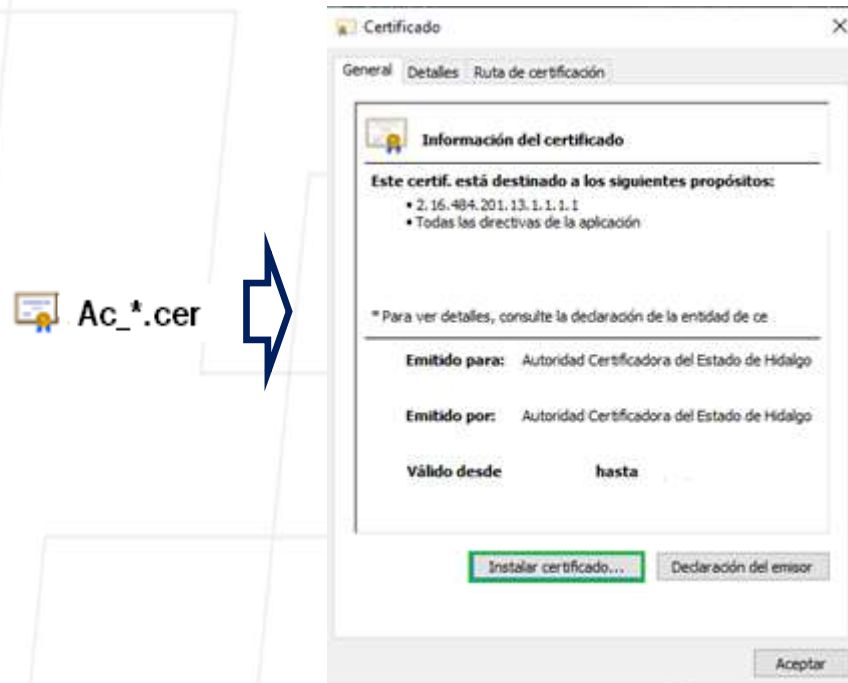 Certificado
General Detalles Ruta de certificación
Información del certificado
Este certif. está destinado a los siguientes propósitos:
• 2.16.484.201.13.1.1.1.1
• Todas las directivas de la aplicación
Ac_*.cer
* Para ver detalles, consulte la declaración de la entidad de ce
Emitido para: Autoridad Certificadora del Estado de Hidalgo
Emitido por: Autoridad Certificadora del Estado de Hidalgo
Válido desde hasta
Instalar certificado... Declaración del emisor
Aceptar